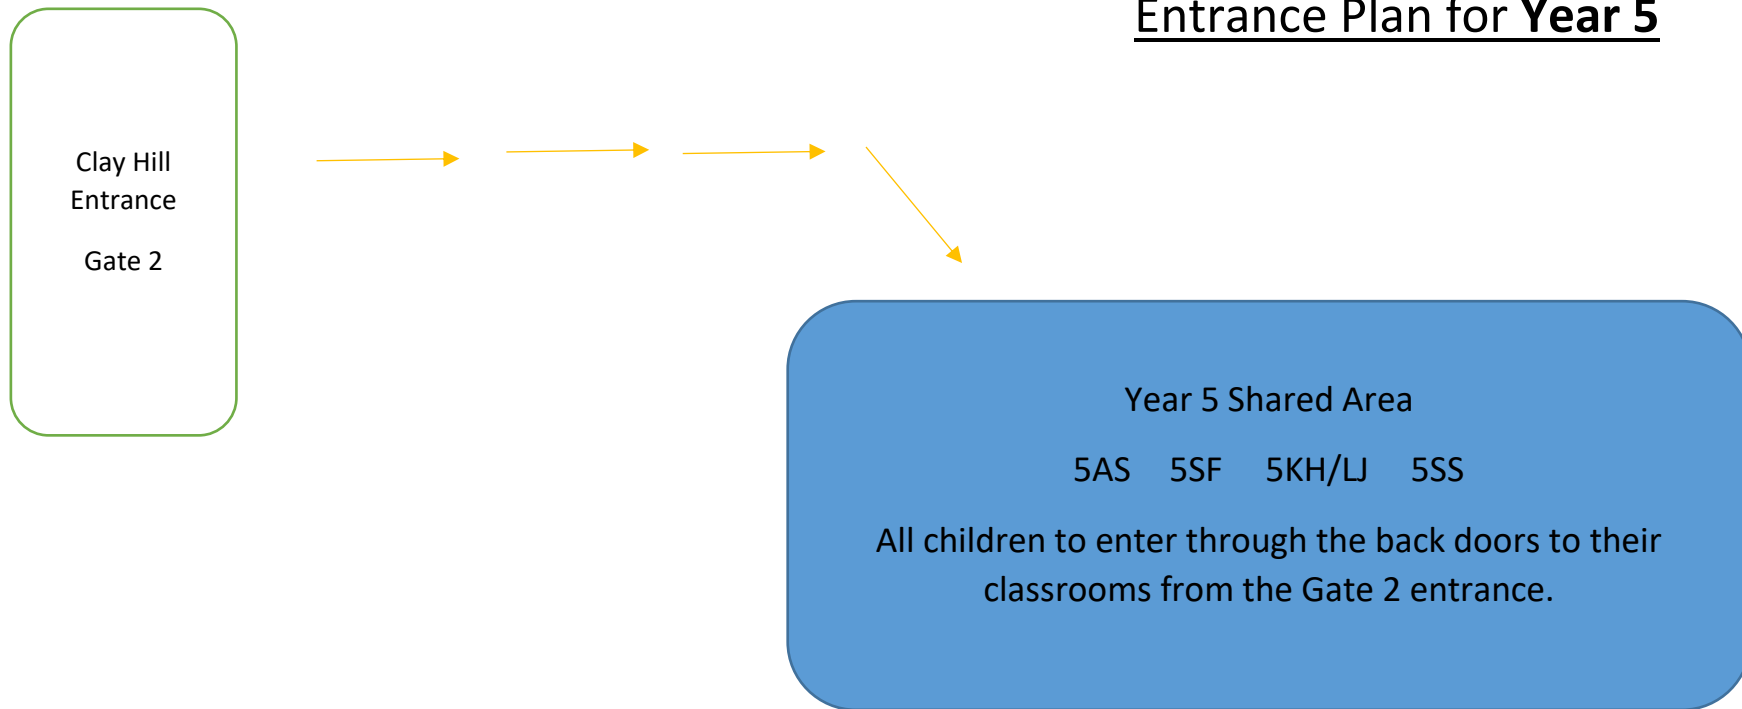 Entrance Plan for Year 5
Clay Hill
Entrance
Gate 2
Year 5 Shared Area
5AS 5SF 5KH/LJ 5SS
All children to enter through the back doors to their
classrooms from the Gate 2 entrance.